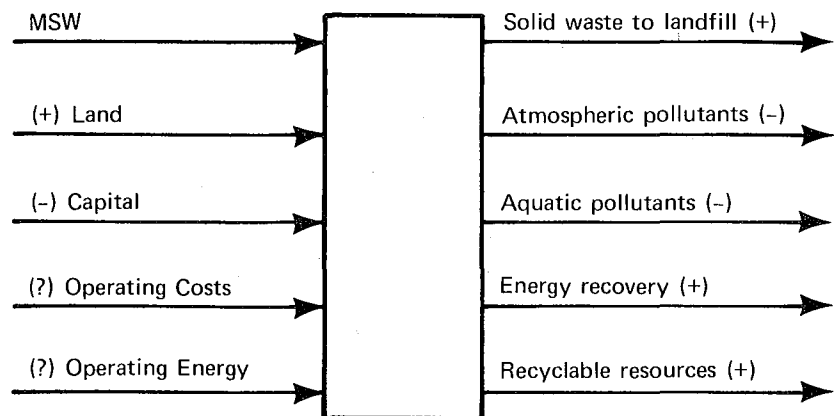 MSW
(+) Land
(-) Capital
(?) Operating Costs
(?) Operating Energy
Solid waste to landfill (+)
Atmospheric pollutants (-)
Aquatic pollutants (-)
Energy recovery (+)
Recyclable resources (+)